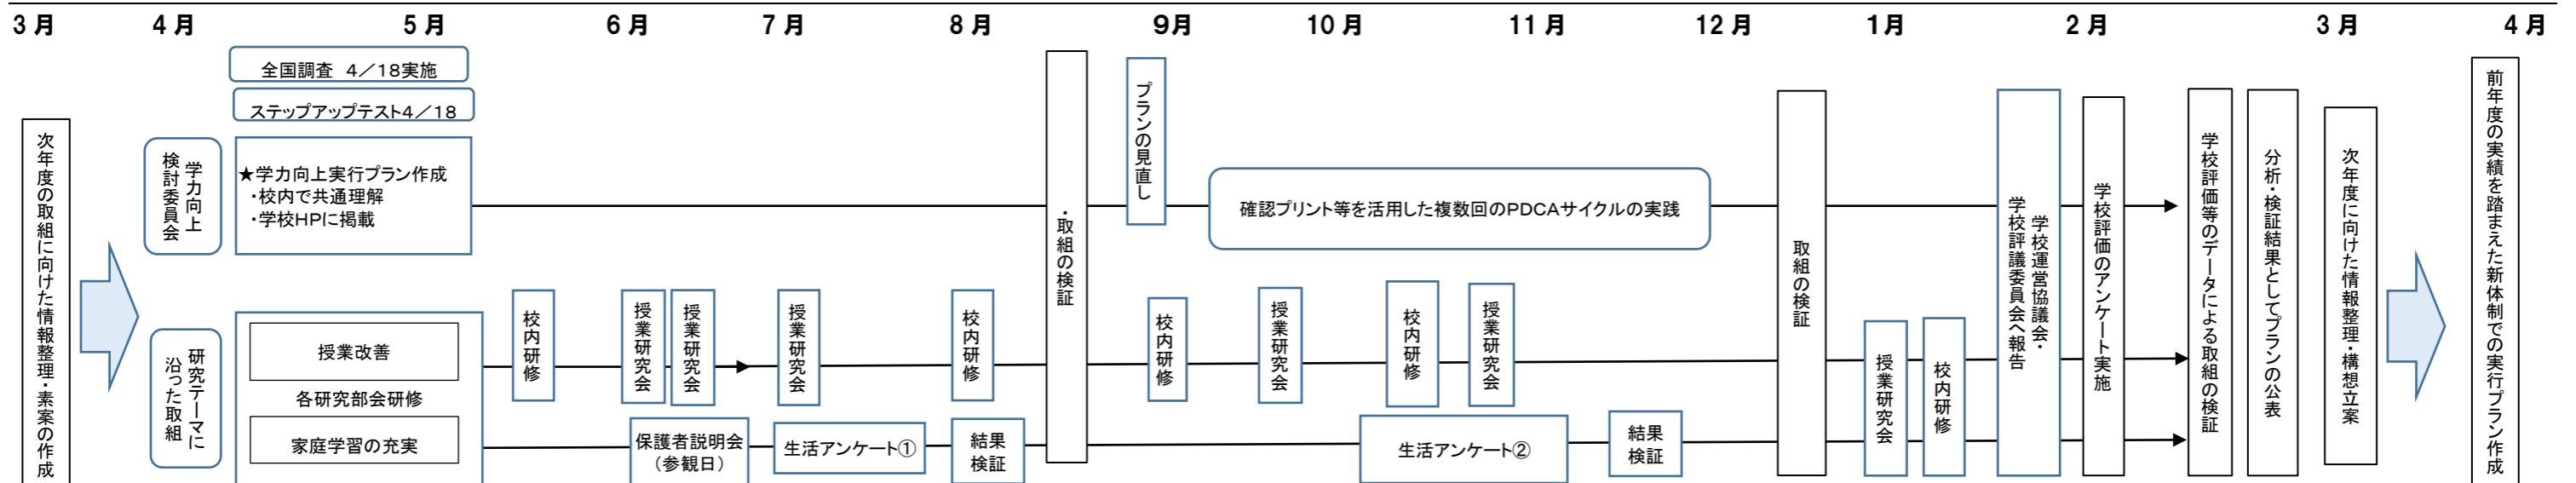 3月 4月 5月 6月 7月 8月 9月 10月 11月 12月 1月 2月 3月 4月
次年度の取組に向けた情報整理・素案の作成
学力向上
検討委員会
全国調査 4／18実施
ステップアップテスト4／18
★学力向上実行プラン作成
・校内で共通理解
・学校HPに掲載
研究テーマに
沿った取組
授業改善
各研究部会研修
家庭学習の充実
校内研修
授業研究会
授業研究会
授業研究会
校内研修
保護者説明会
（参観日）
生活アンケート①
結果
検証
・取組の検証
プランの見直し
確認プリント等を活用した複数回のPDCAサイクルの実践
校内研修
授業研究会
校内研修
授業研究会
生活アンケート②
結果
検証
取組の検証
授業研究会
校内研修
学校運営協議会・
学校評議委員会へ報告
学校評価のアンケート実施
学校評価等のデータによる取組の検証
分析・検証結果としてプランの公表
次年度に向けた情報整理・構想立案
前年度の実績を踏まえた新体制での実行プラン作成